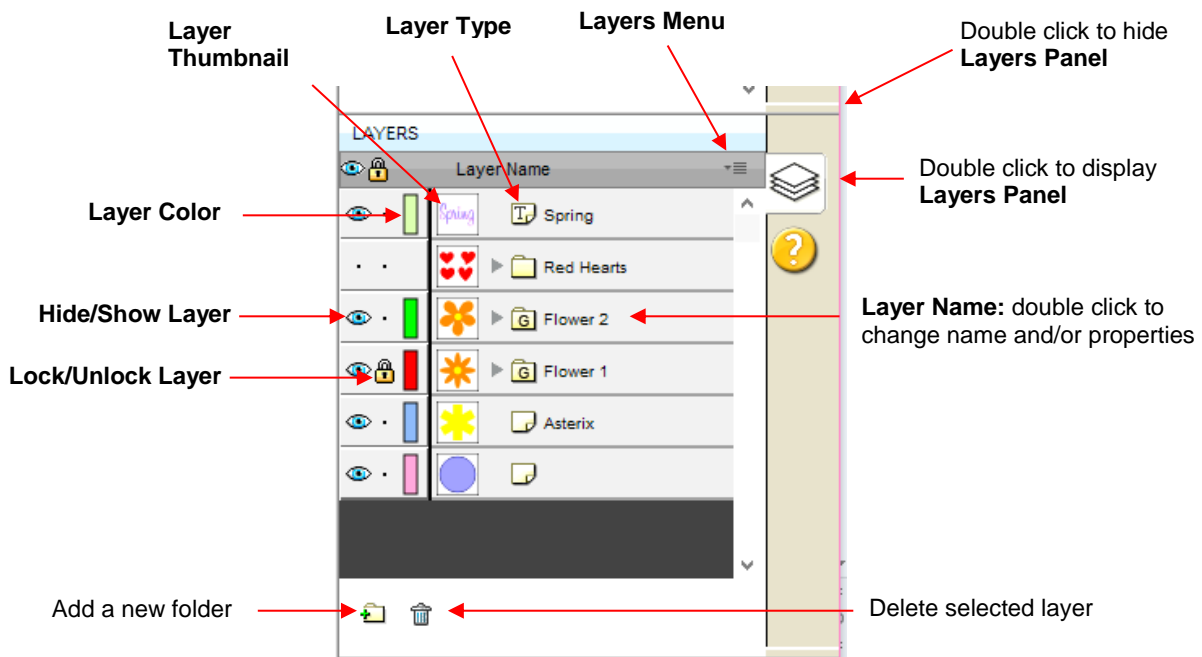 Layer
Thumbnail
Layer Type
Layers Menu
Double click to hide
Layers Panel
LAYERS
Layer Name
Double click to display
Layers Panel
Layer Color
Spring
T
Spring
?
Red Hearts
Hide/Show Layer
G
Flower 2
Layer Name: double click to
change name and/or properties
Lock/Unlock Layer
G
Flower 1
Asterix
Add a new folder
Delete selected layer